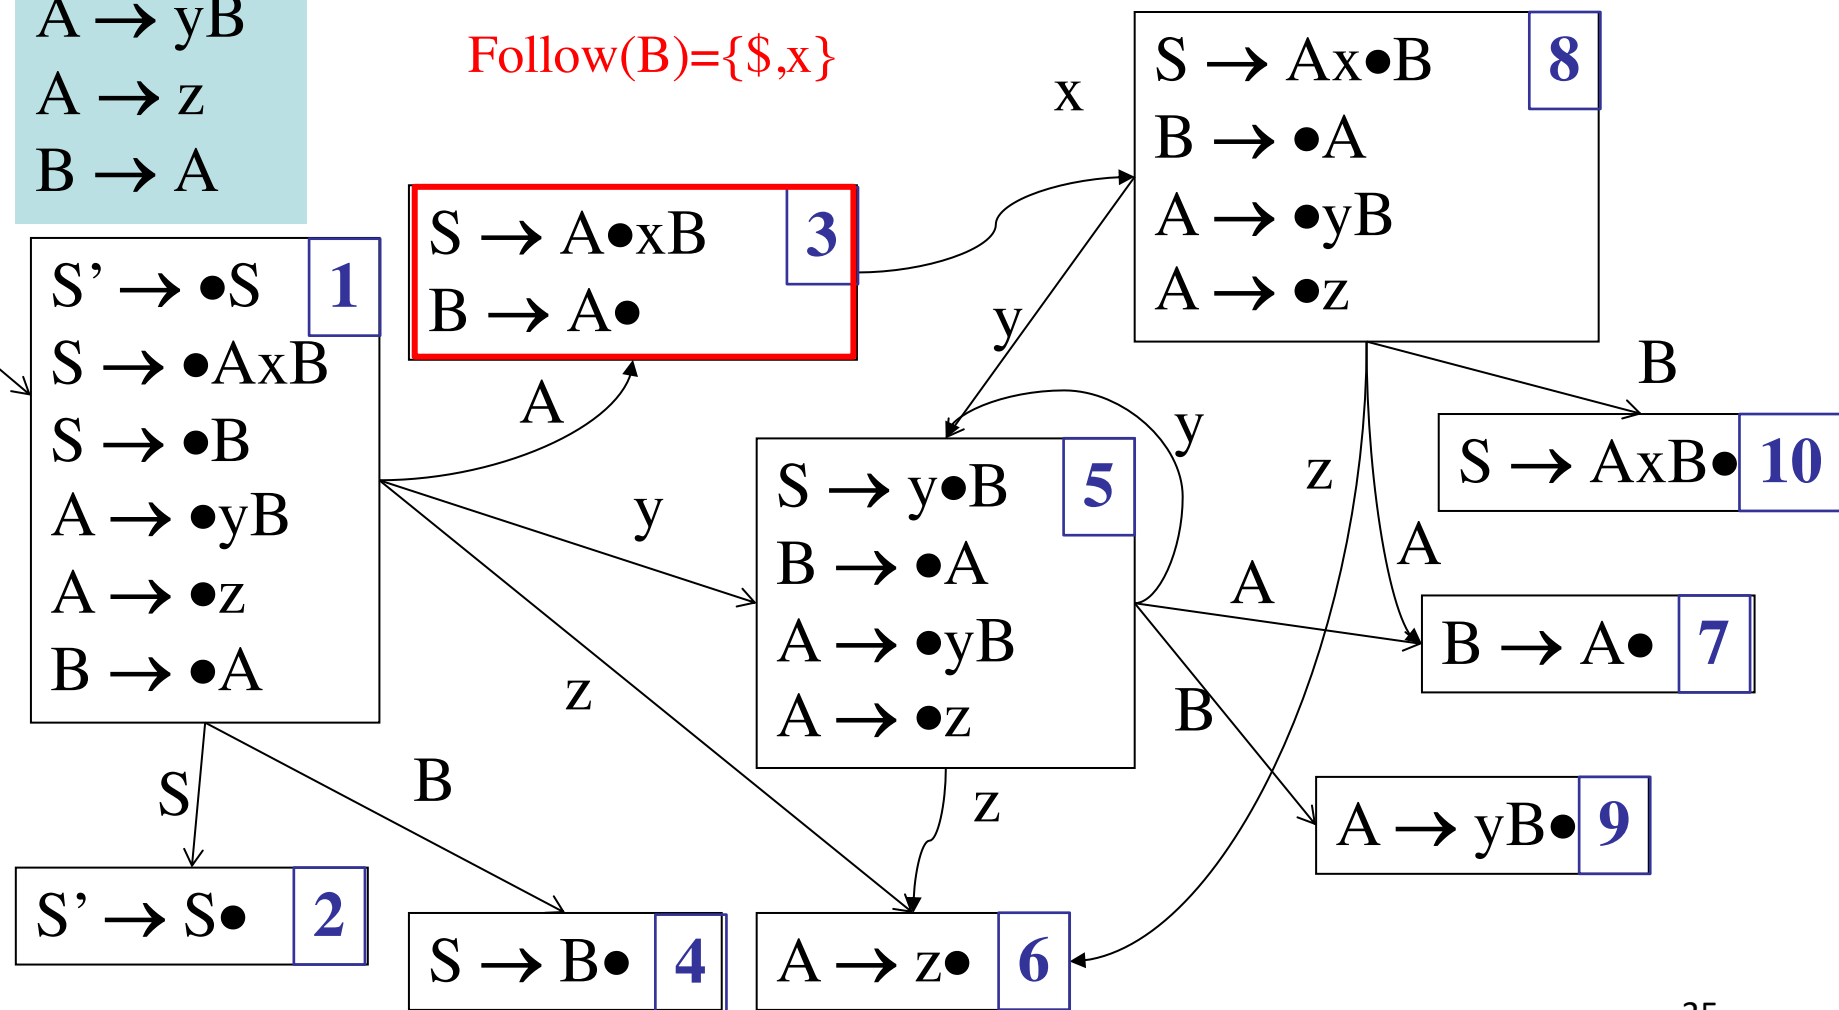 A → yB
A → z
B → A
Follow(B)={$,x}
S' → •S
S → •AxB
S → •B
A → •yB
A → •z
B → •A
1
S → A•xB
B → A•
3
S → Ax•B
B → •A
A → •yB
A → •z
8
x
y
A
y
z
S
B
S → y•B
B → •A
A → •yB
A → •z
5
y
z
A
B
z
A
B
S → AxB•
10
B → A•
7
A → yB•
9
S' → S•
2
S → B•
4
A → z•
6